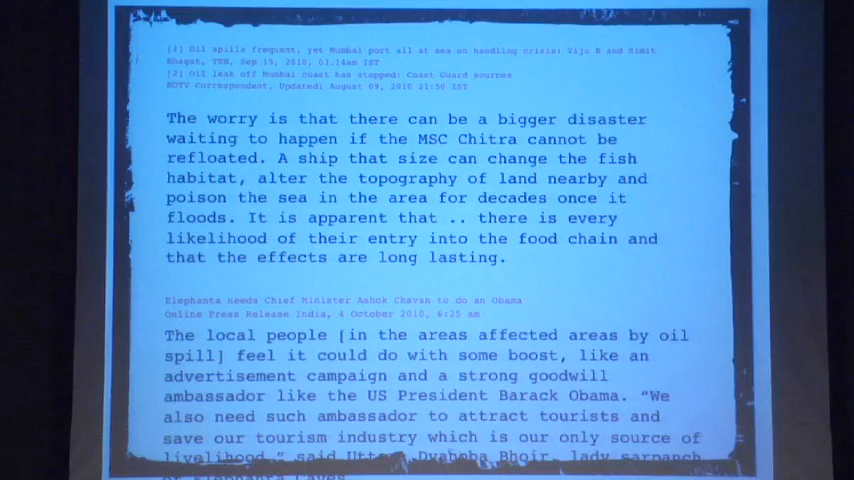 [1] Oil spills frequent, yet Mumbai port all at sea on handling crisis: Viju B and Simit
Bhagat, TNN, Sep 15, 2010, 03.14am IST
[2] Oil leak off Mumbai coast has stopped: Coast Guard sources
NDTV Correspondent, Updated: August 09, 2010 21:50 IST
The worry is that there can be a bigger disaster
waiting to happen if the MSC Chitra cannot be
refloated. A ship that size can change the fish
habitat, alter the topography of land nearby and
poison the sea in the area for decades once it
floods. It is apparent that .. there is every
likelihood of their entry into the food chain and
that the effects are long lasting.
Elephanta needs Chief Minister Ashok Chavan to do an Obama
Online Press Release India, 4 October 2010, 6:25 am
The local people [in the areas affected areas by oil
spill] feel it could do with some boost, like an
advertisement campaign and a strong goodwill
ambassador like the US President Barack Obama. “We
also need such ambassador to attract tourists and
save our tourism industry which is our only source of
livelihood,” said Bhoir, lady sarpanch
of Elephanta Caves